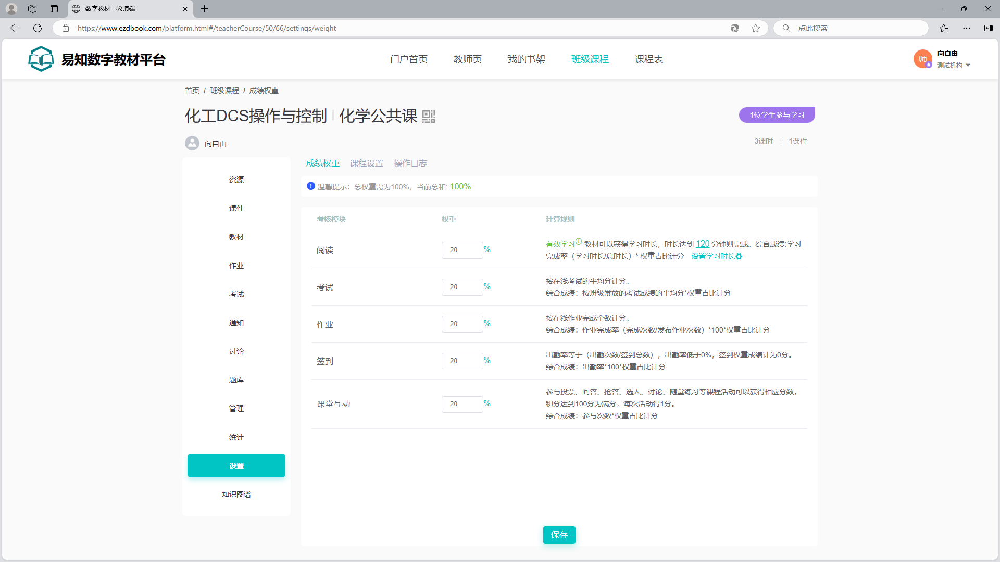 数字教材 - 教师端
https://www.ezdbook.com/platform.html#/teacherCourse/50/66/settings/weight
点此搜索
易知数字教材平台
门户首页
教师页
我的书架
班级课程
课程表
师
向自由
测试机构
首页 / 班级课程 / 成绩权重
化工DCS操作与控制 化学公共课
1位学生参与学习
向自由
3课时 | 1课件
资源
课件
教材
作业
考试
通知
讨论
题库
管理
统计
设置
知识图谱
成绩权重 课程设置 操作日志
温馨提示：总权重需为100%，当前总和: 100%
考核模块 权重 计算规则
阅读 20 %
有效学习 教材可以获得学习时长，时长达到 120 分钟则完成。综合成绩:学习
完成率（学习时长/总时长）* 权重占比计分 设置学习时长
考试 20 %
按在线考试的平均分计分。
综合成绩：按班级发放的考试成绩的平均分*权重占比计分
作业 20 %
按在线作业完成个数计分。
综合成绩：作业完成率（完成次数/发布作业次数）*100*权重占比计分
签到 20 %
出勤率等于（出勤次数/签到总数），出勤率低于0%，签到权重成绩计为0分。
综合成绩：出勤率*100*权重占比计分
课堂互动 20 %
参与投票、问答、抢答、选人、讨论、随堂练习等课程活动可以获得相应分数，
积分达到100分为满分，每次活动得1分。
综合成绩：参与次数*权重占比计分
保存